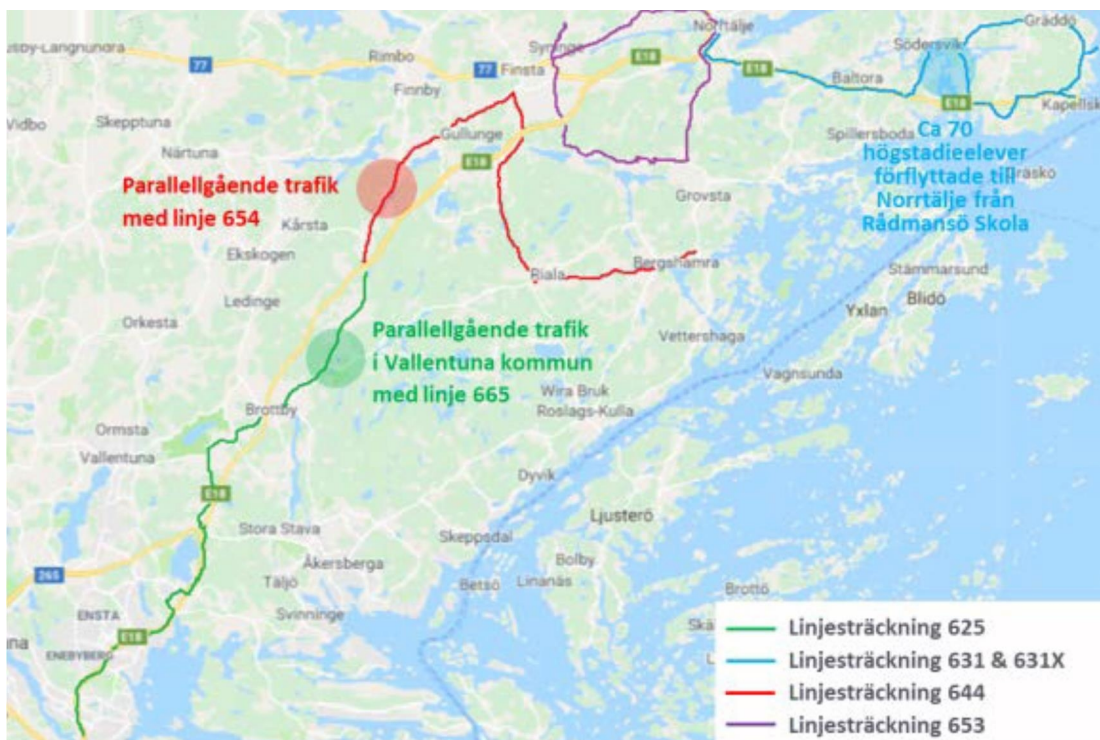 Norrtälje
Gräddö
Södersvik
Syninge
Rimbo
E18
77
77
Finsta
Finnby
E18
Baltora
E18
Kapellsk
Vidbo
Skepptuna
Gullunge
Spillersboda
Ca 70
högstadieelever
förflyttade till
Norrtälje från
Rådmansö Skola
Närtuna
E18
Parallellgående trafik
med linje 654
Grovsta
Kårsta
Ekskogen
Riala
Bergshamra
Stämmarsund
Ledinge
Yxlan
Blidö
Orkesta
Parallellgående trafik
i Vallentuna kommun
med linje 665
Vettershaga
Vagnsunda
Wira Bruk
Roslags-Kulla
Brottby
Ormsta
Vallentuna
Dyvik
E18
Ljusterö
Stora Stava
Skeppsdal
Åkersberga
Bolby
265
Täljö
Betsö
Linanäs
Brottö
ENSTA
Svinninge
E18
ENEBYBERG
Linjesträckning 625
Linjesträckning 631 & 631X
Linjesträckning 644
Linjesträckning 653